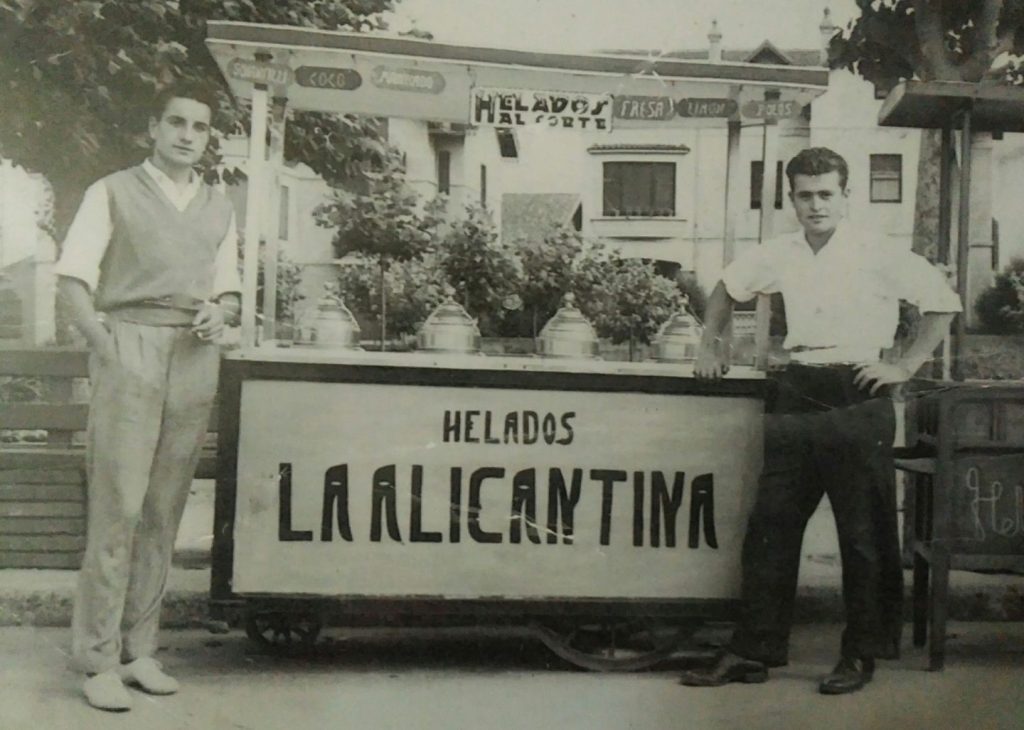 COCO
HELADOS
AL CORTE
FRESA
LIMON
HELADOS
LA ALICANTINA